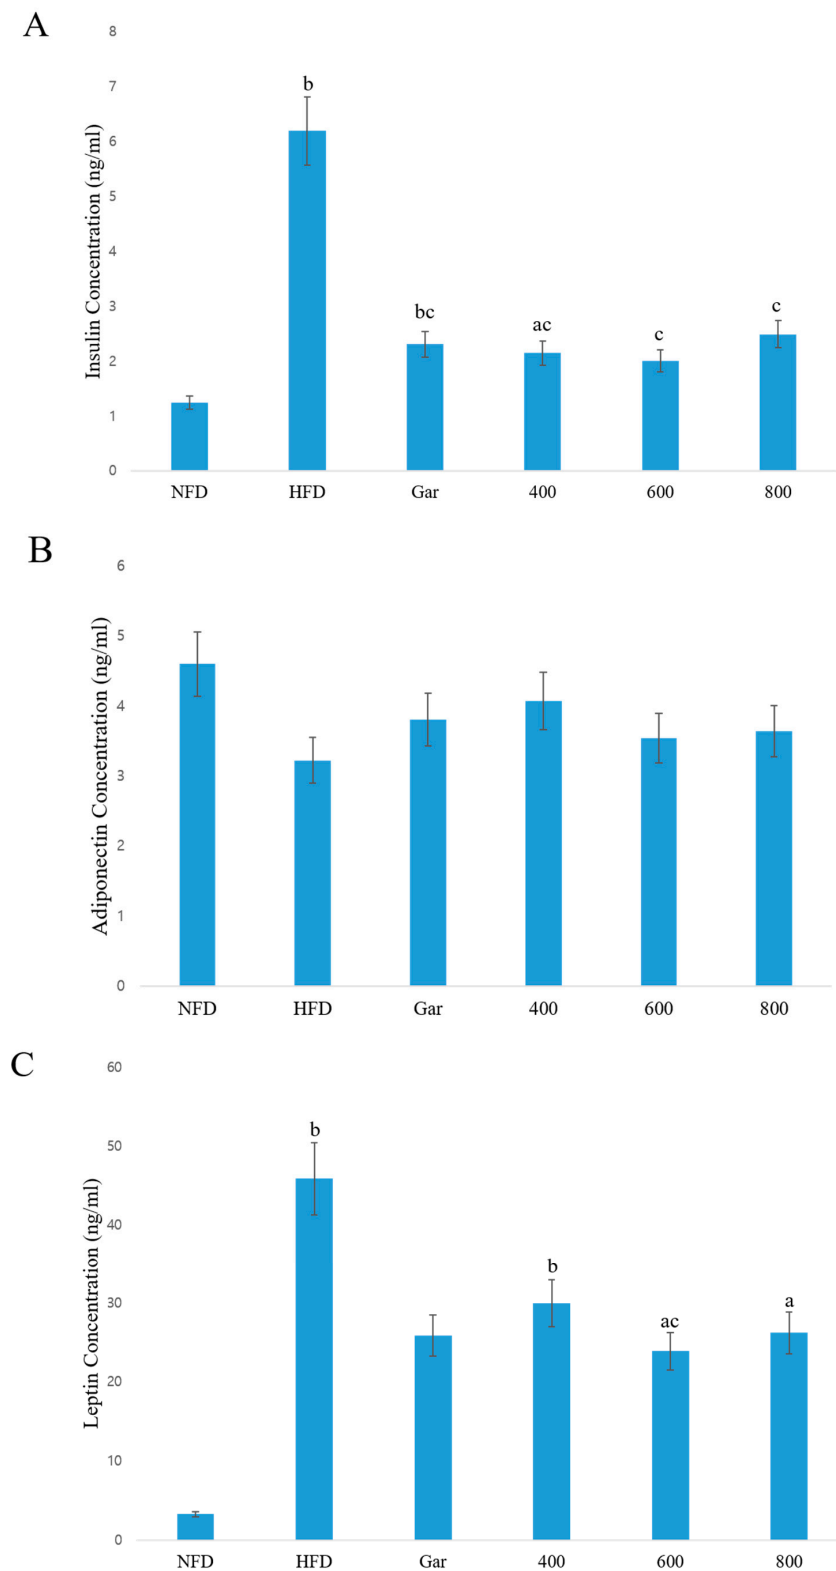 A
Insulin Concentration (ng/ml)
8
7
6
5
4
3
2
1
0
b
bc
ac
c
c
NFD HFD Gar 400 600 800
B
Adiponectin Concentration (ng/ml)
6
5
4
3
2
1
0
NFD HFD Gar 400 600 800
C
Leptin Concentration (ng/ml)
60
50
40
30
20
10
0
b
b
ac
a
NFD HFD Gar 400 600 800